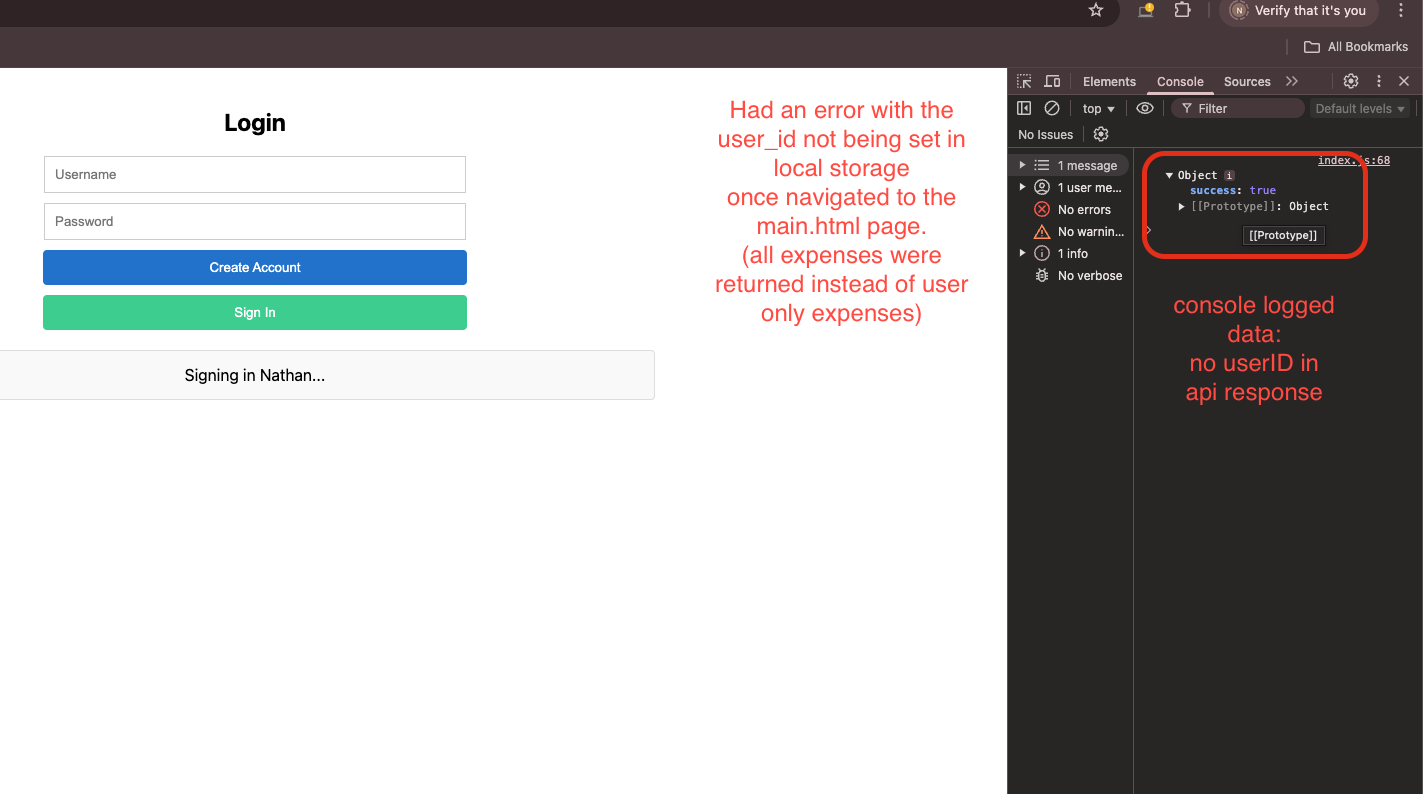 N Verify that it's you
All Bookmarks
Elements Console Sources
top Filter Default levels
No Issues
1 message
1 user me...
No errors
No warnin...
1 info
No verbose
index.js:68
Object i
success: true
[[Prototype]]: Object
[[Prototype]]
Login
Username
Password
Create Account
Sign In
Signing in Nathan...
Had an error with the
user_id not being set in
local storage
once navigated to the
main.html page.
(all expenses were
returned instead of user
only expenses)
console logged
data:
no userID in
api response